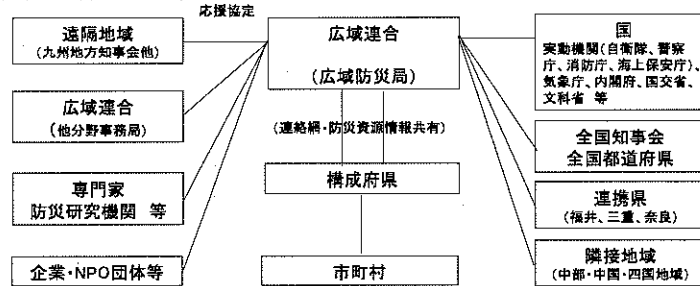 応援協定
遠隔地域
(九州地方知事会他)
広域連合
(他分野事務局)
専門家
防災研究機関 等
企業・NPO団体等
広域連合
(広域防災局)
(連絡網・防災資源情報共有)
構成府県
市町村
国
実動機関(自衛隊、警察
庁、消防庁、海上保安庁)、
気象庁、内閣府、国交省、
文科省 等
全国知事会
全国都道府県
連携県
(福井、三重、奈良)
隣接地域
(中部・中国・四国地域)